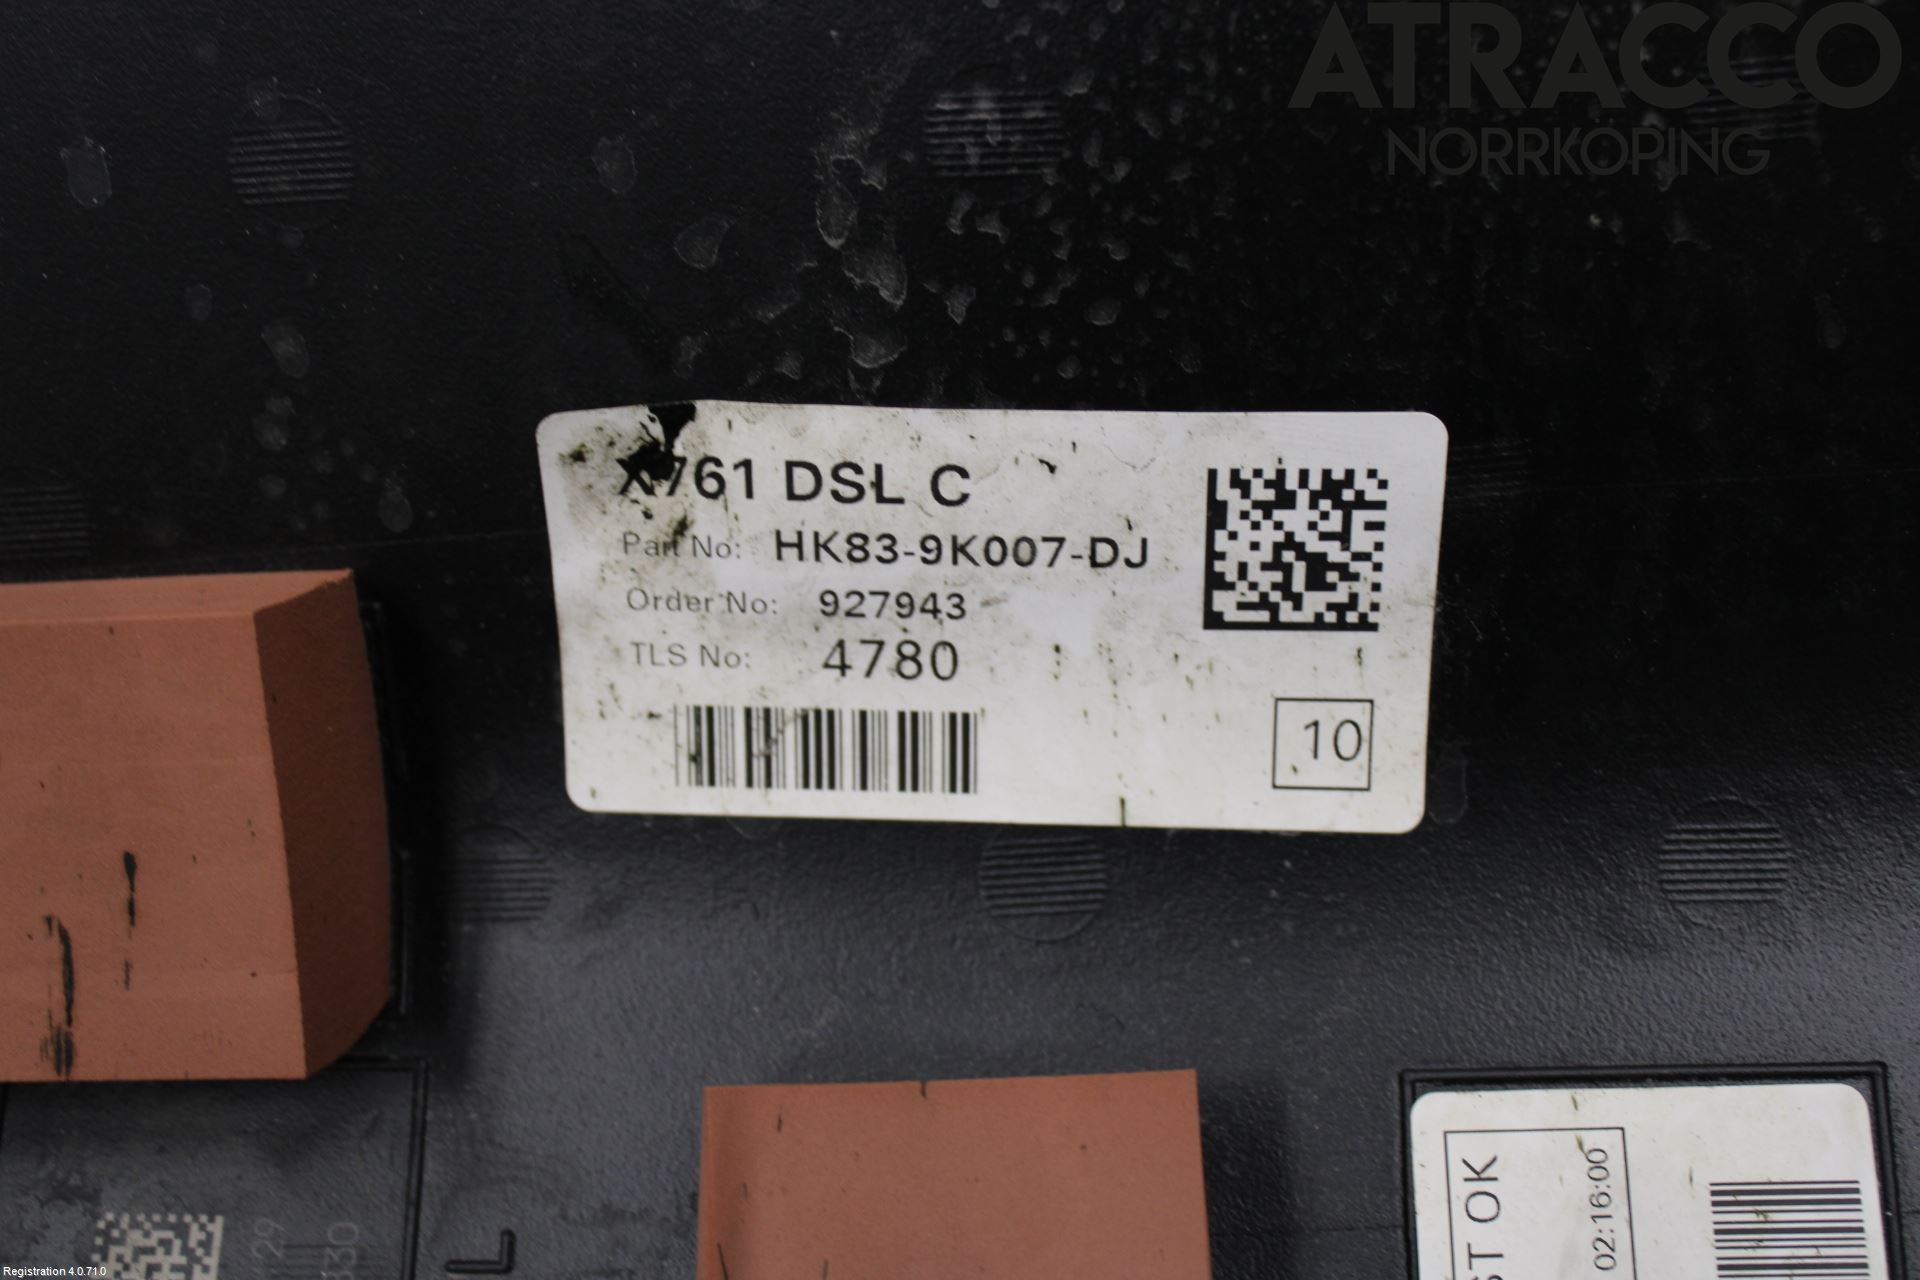 ATRACCO
NORRKÖPING
X761 DSL C
Part No: HK83-9K007-DJ
Order No: 927943
TLS No: 4780
10
ST OK
02:16:00
L
Registration 4.0.71.0